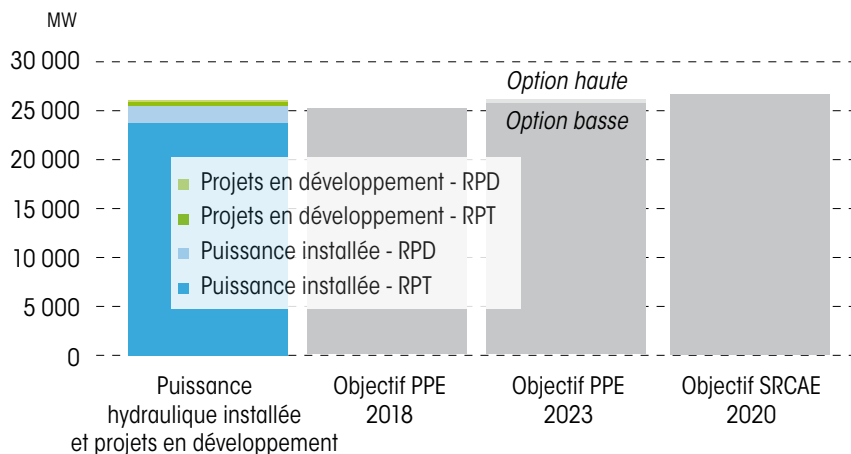 MW
30 000
25 000
20 000
15 000
10 000
5 000
0
Option haute
Option basse
Projets en développement - RPD
Projets en développement - RPT
Puissance installée - RPD
Puissance installée - RPT
Puissance
hydraulique installée
et projets en développement
Objectif PPE
2018
Objectif PPE
2023
Objectif SRCAE
2020